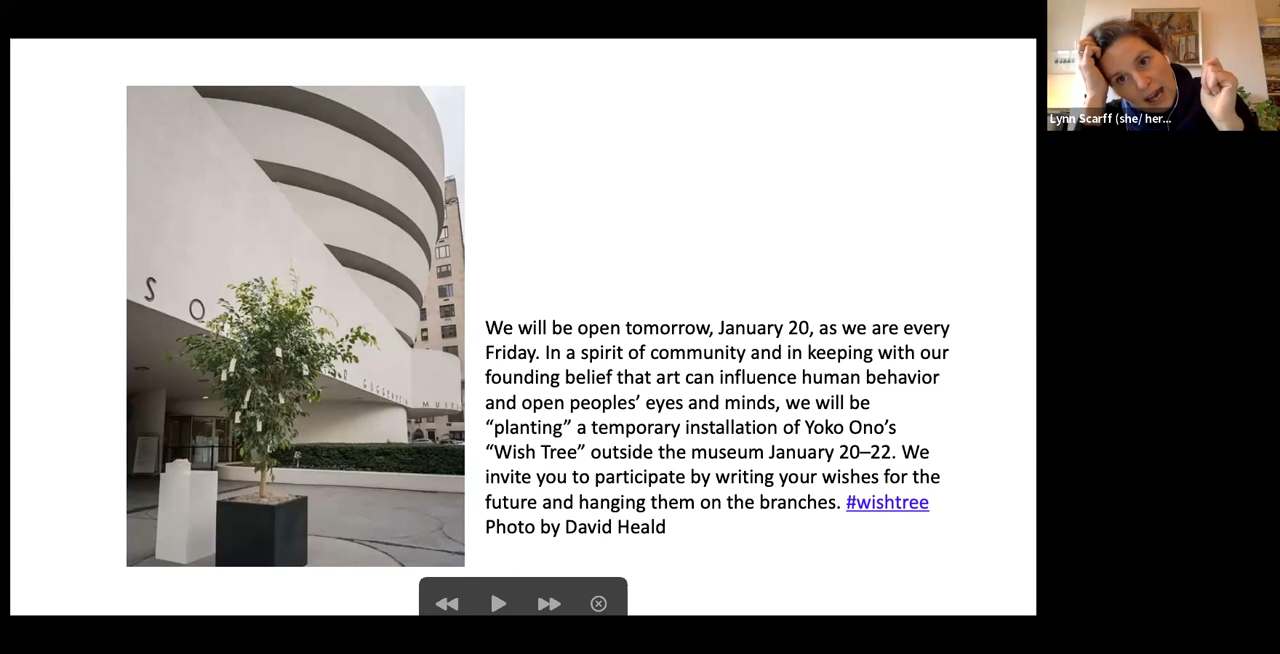 S O
R GUGGENHEIM MUSE
We will be open tomorrow, January 20, as we are every
Friday. In a spirit of community and in keeping with our
founding belief that art can influence human behavior
and open peoples’ eyes and minds, we will be
“planting” a temporary installation of Yoko Ono’s
“Wish Tree” outside the museum January 20–22. We
invite you to participate by writing your wishes for the
future and hanging them on the branches. #wishtree
Photo by David Heald
Lynn Scarff (she/ her...